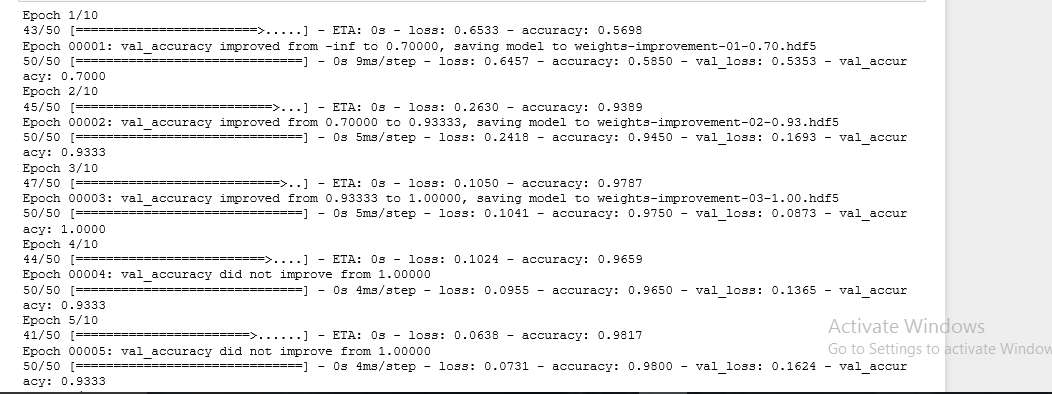 Epoch 1/10
43/50 [========================>.....] - ETA: 0s - loss: 0.6533 - accuracy: 0.5698
Epoch 00001: val_accuracy improved from -inf to 0.70000, saving model to weights-improvement-01-0.70.hdf5
50/50 [==============================] - 0s 9ms/step - loss: 0.6457 - accuracy: 0.5850 - val_loss: 0.5353 - val_accur
acy: 0.7000
Epoch 2/10
45/50 [==========================>...] - ETA: 0s - loss: 0.2630 - accuracy: 0.9389
Epoch 00002: val_accuracy improved from 0.70000 to 0.93333, saving model to weights-improvement-02-0.93.hdf5
50/50 [==============================] - 0s 5ms/step - loss: 0.2418 - accuracy: 0.9450 - val_loss: 0.1693 - val_accur
acy: 0.9333
Epoch 3/10
47/50 [===========================>..] - ETA: 0s - loss: 0.1050 - accuracy: 0.9787
Epoch 00003: val_accuracy improved from 0.93333 to 1.00000, saving model to weights-improvement-03-1.00.hdf5
50/50 [==============================] - 0s 5ms/step - loss: 0.1041 - accuracy: 0.9750 - val_loss: 0.0873 - val_accur
acy: 1.0000
Epoch 4/10
44/50 [=========================>....] - ETA: 0s - loss: 0.1024 - accuracy: 0.9659
Epoch 00004: val_accuracy did not improve from 1.00000
50/50 [==============================] - 0s 4ms/step - loss: 0.0955 - accuracy: 0.9650 - val_loss: 0.1365 - val_accur
acy: 0.9333
Epoch 5/10
41/50 [=======================>......] - ETA: 0s - loss: 0.0638 - accuracy: 0.9817
Epoch 00005: val_accuracy did not improve from 1.00000
50/50 [==============================] - 0s 4ms/step - loss: 0.0731 - accuracy: 0.9800 - val_loss: 0.1624 - val_accur
acy: 0.9333
Activate Windows
Go to Settings to activate Window